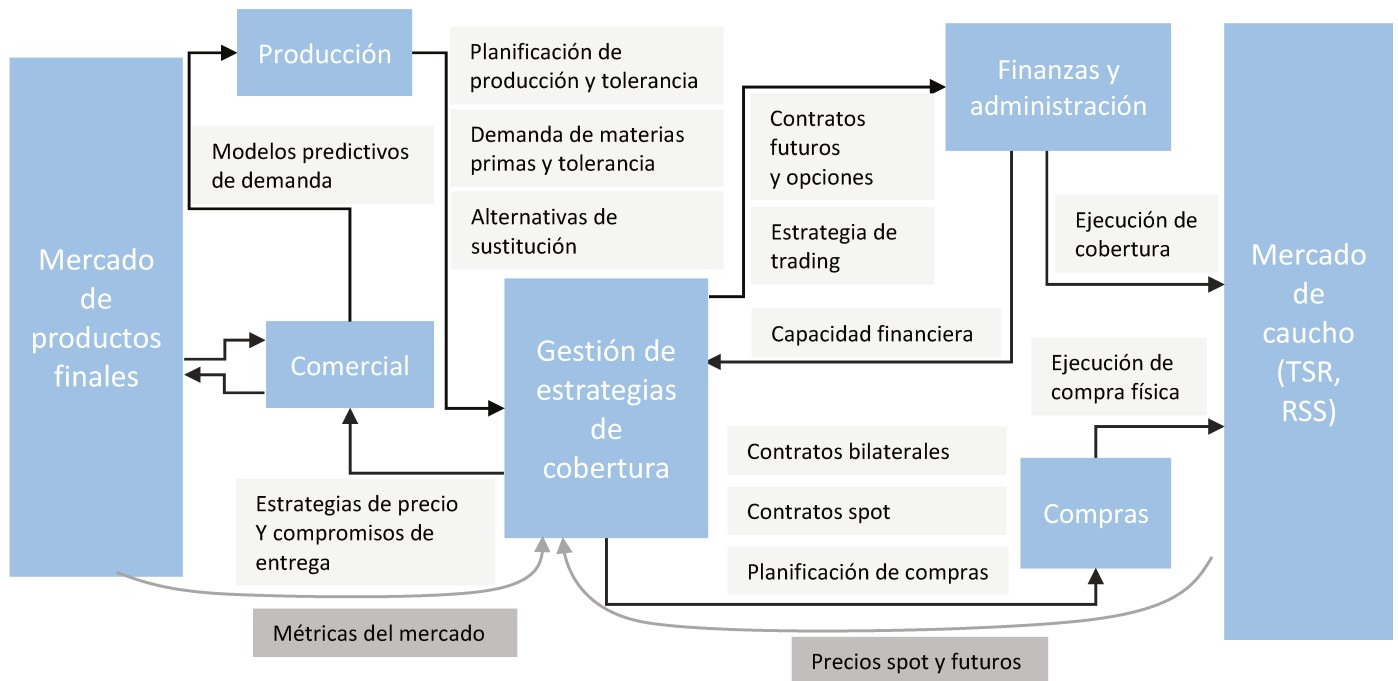 Mercado
de
productos
finales
Producción
Modelos predictivos
de demanda
Comercial
Estrategias de precio
Y compromisos de
entrega
Métricas del mercado
Planificación de
producción y tolerancia
Demanda de materias
primas y tolerancia
Alternativas de
sustitución
Gestión de
estrategias
de
cobertura
Contratos
futuros
y opciones
Estrategia de
trading
Capacidad financiera
Contratos bilaterales
Contratos spot
Planificación de compras
Precios spot y futuros
Finanzas y
administración
Ejecución de
cobertura
Ejecución de
compra física
Compras
Mercado
de
caucho
(TSR,
RSS)